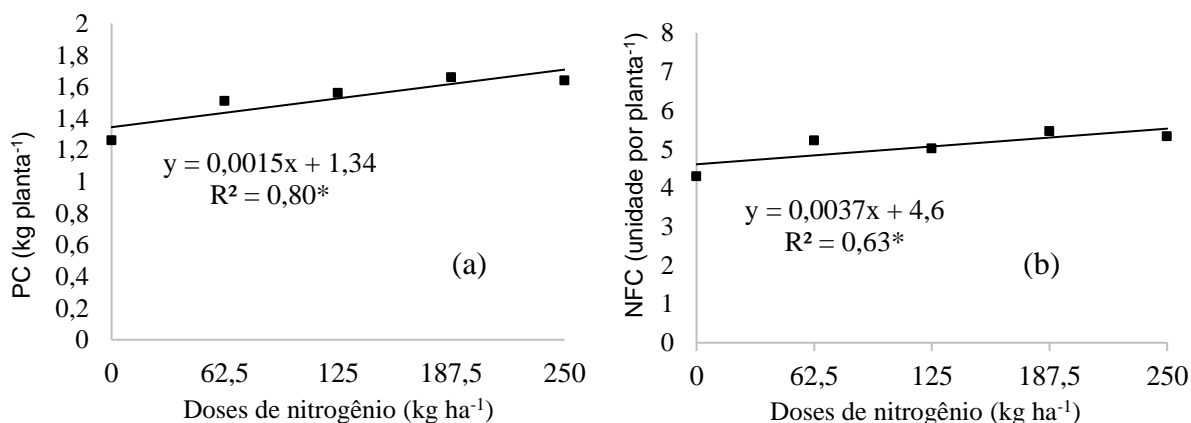 2
1,8
1,6
1,4
1,2
1
0,8
0,6
0,4
0,2
0
PC (kg planta⁻¹)
y = 0,0015x + 1,34
R² = 0,80*
(a)
0 62,5 125 187,5 250
Doses de nitrogênio (kg ha⁻¹)
8
7
6
5
4
3
2
1
0
NFC (unidade por planta⁻¹)
y = 0,0037x + 4,6
R² = 0,63*
(b)
0 62,5 125 187,5 250
Doses de nitrogênio (kg ha⁻¹)